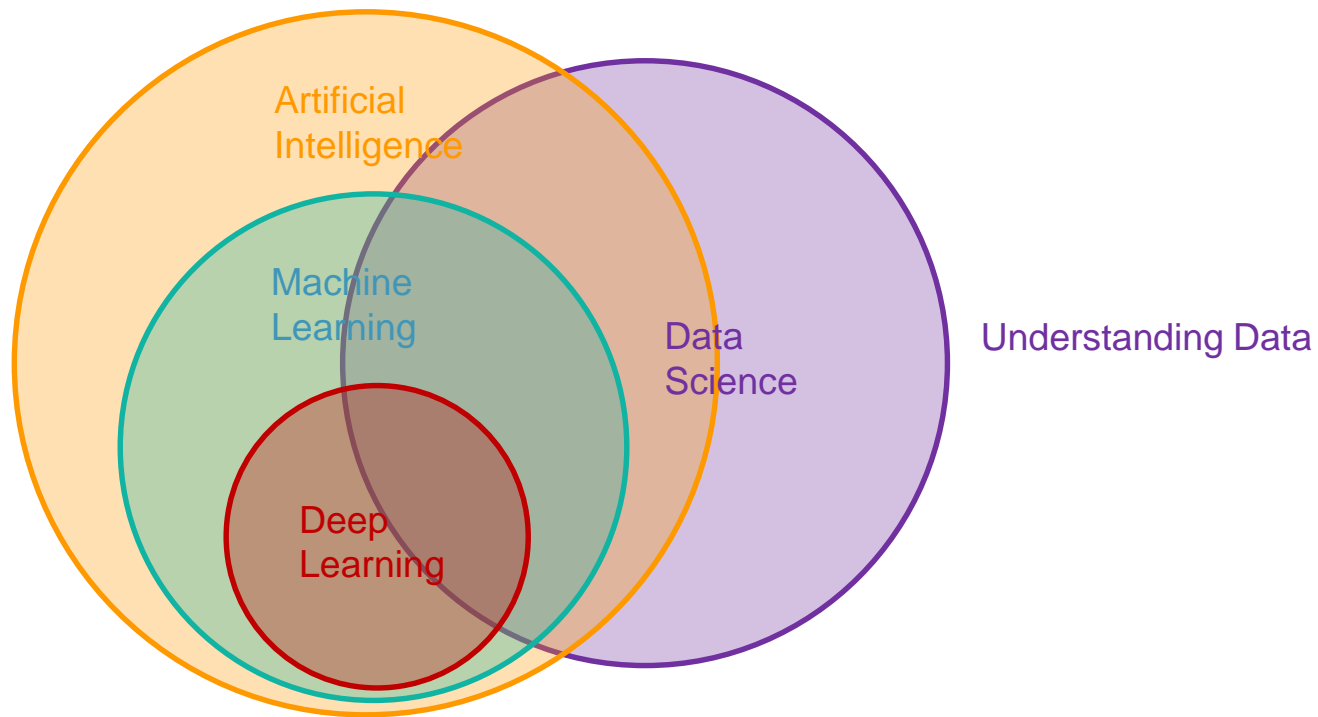 Artificial
Intelligence
Machine
Learning
Data
Science
Understanding Data
Deep
Learning